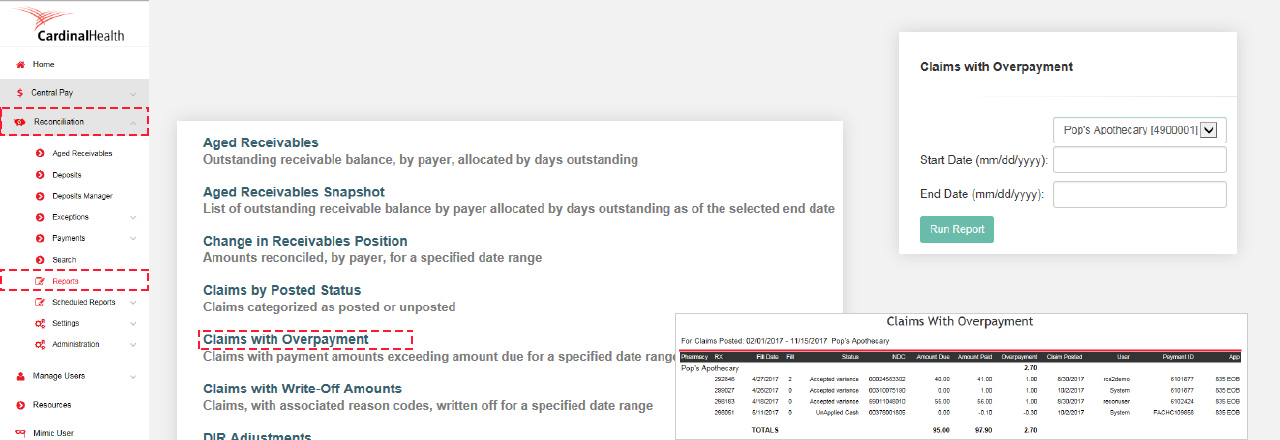 CardinalHealth
Home
Central Pay
Reconciliation
Aged Receivables
Deposits
Deposits Manager
Exceptions
Payments
Search
Reports
Scheduled Reports
Settings
Administration
Manage Users
Resources
Mimic User
Aged Receivables
Outstanding receivable balance, by payer, allocated by days outstanding
Aged Receivables Snapshot
List of outstanding receivable balance by payer allocated by days outstanding as of the selected end date
Change in Receivables Position
Amounts reconciled, by payer, for a specified date range
Claims by Posted Status
Claims categorized as posted or unposted
Claims with Overpayment
Claims with payment amounts exceeding amount due for a specified date range
Claims with Write-Off Amounts
Claims, with associated reason codes, written off for a specified date range
DIR Adjustments
Claims with Overpayment
Pop's Apothecary [4900001]
Start Date (mm/dd/yyyy):
End Date (mm/dd/yyyy):
Run Report
Claims With Overpayment
For Claims Posted: 02/01/2017 - 11/15/2017 Pop's Apothecary
Pharmacy RX Fill Date Fill Status NDC Amount Due Amount Paid Overpayment Claim Posted User Payment ID App
Pop's Apothecary 2.70
4/27/2017 2 Accepted variance 40.00 41.00 1.00 8/30/2017 rcs2demo 6101677 835 EOB
4/26/2017 0 Accepted variance 0.00 1.00 1.00 10/2/2017 System 6101677 835 EOB
4/18/2017 0 Accepted variance 55.00 56.00 1.00 8/30/2017 reconuser 6102424 835 EOB
5/11/2017 0 UnApplied Cash 0.00 -0.10 -0.30 10/2/2017 System 835 EOB
TOTALS 95.00 97.90 2.70